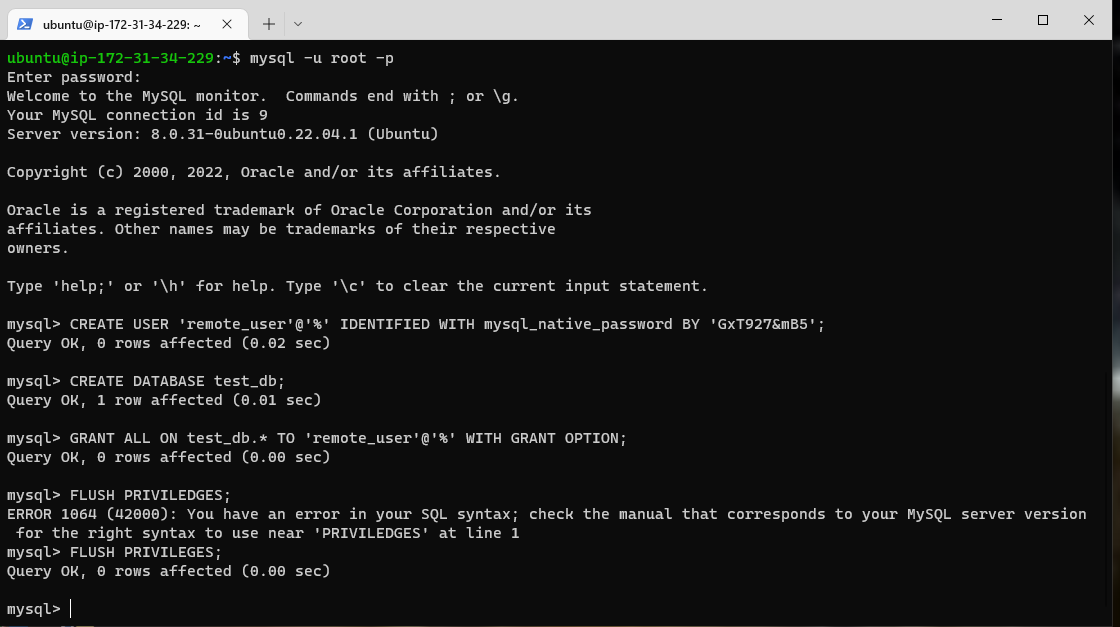 ubuntu@ip-172-31-34-229: ~
ubuntu@ip-172-31-34-229:~$ mysql -u root -p
Enter password:
Welcome to the MySQL monitor.  Commands end with ; or \g.
Your MySQL connection id is 9
Server version: 8.0.31-0ubuntu0.22.04.1 (Ubuntu)
Copyright (c) 2000, 2022, Oracle and/or its affiliates.
Oracle is a registered trademark of Oracle Corporation and/or its
affiliates. Other names may be trademarks of their respective
owners.
Type 'help;' or '\h' for help. Type '\c' to clear the current input statement.
mysql> CREATE USER 'remote_user'@'%' IDENTIFIED WITH mysql_native_password BY 'GxT927&mB5';
Query OK, 0 rows affected (0.02 sec)
mysql> CREATE DATABASE test_db;
Query OK, 1 row affected (0.01 sec)
mysql> GRANT ALL ON test_db.* TO 'remote_user'@'%' WITH GRANT OPTION;
Query OK, 0 rows affected (0.00 sec)
mysql> FLUSH PRIVILEDGES;
ERROR 1064 (42000): You have an error in your SQL syntax; check the manual that corresponds to your MySQL server version
 for the right syntax to use near 'PRIVILEDGES' at line 1
mysql> FLUSH PRIVILEGES;
Query OK, 0 rows affected (0.00 sec)
mysql>